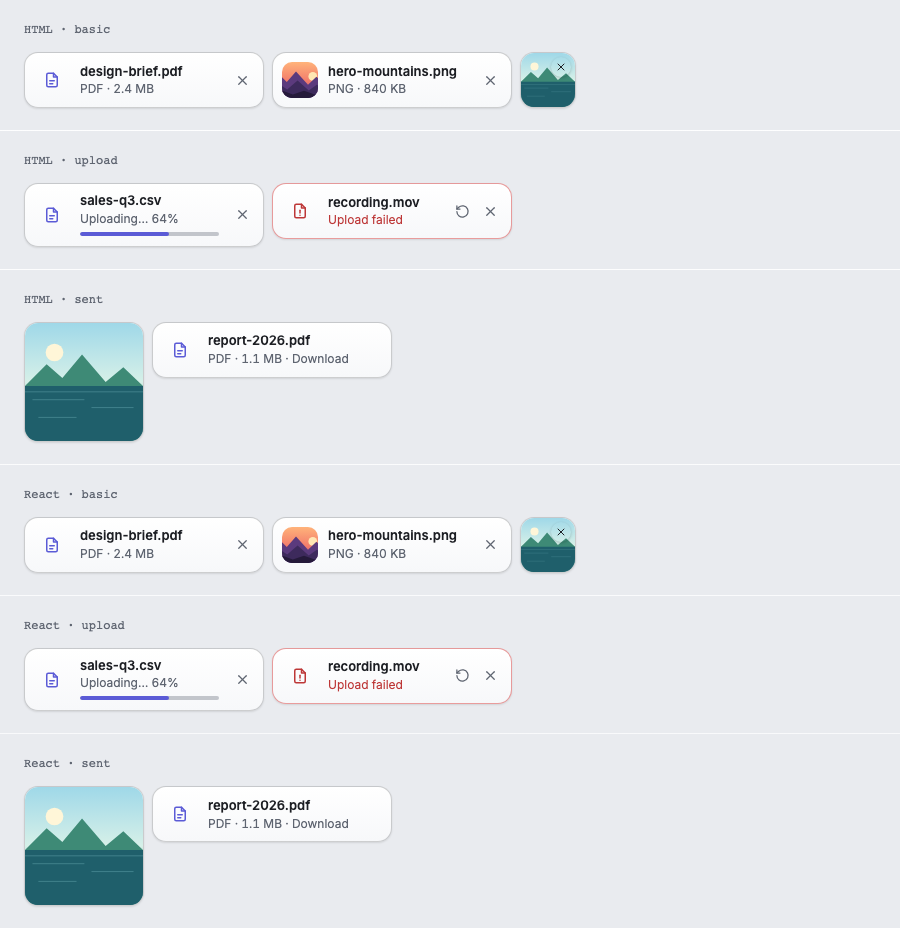 HTML · basic
design-brief.pdf
PDF · 2.4 MB
hero-mountains.png
PNG · 840 KB
HTML · upload
sales-q3.csv
Uploading... 64%
recording.mov
Upload failed
HTML · sent
report-2026.pdf
PDF · 1.1 MB · Download
React · basic
design-brief.pdf
PDF · 2.4 MB
hero-mountains.png
PNG · 840 KB
React · upload
sales-q3.csv
Uploading... 64%
recording.mov
Upload failed
React · sent
report-2026.pdf
PDF · 1.1 MB · Download